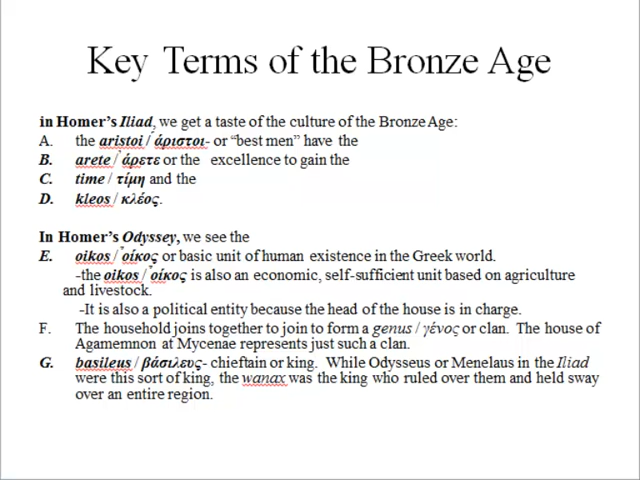 Key Terms of the Bronze Age
in Homer's Iliad, we get a taste of the culture of the Bronze Age:
A. the aristoi / ἄριστοι- or “best men” have the
B. arete / ἄρετε or the excellence to gain the
C. time / τίμη and the
D. kleos / κλέος.
In Homer's Odyssey, we see the
E. oikos / ̓οίκος or basic unit of human existence in the Greek world.
-the oikos / ̓οίκος is also an economic, self-sufficient unit based on agriculture
and livestock.
-It is also a political entity because the head of the house is in charge.
F. The household joins together to join to form a genus / γένος or clan. The house of
Agamemnon at Mycenae represents just such a clan.
G. basileus / βάσιλευς- chieftain or king. While Odysseus or Menelaus in the Iliad
were this sort of king, the wanax was the king who ruled over them and held sway
over an entire region.